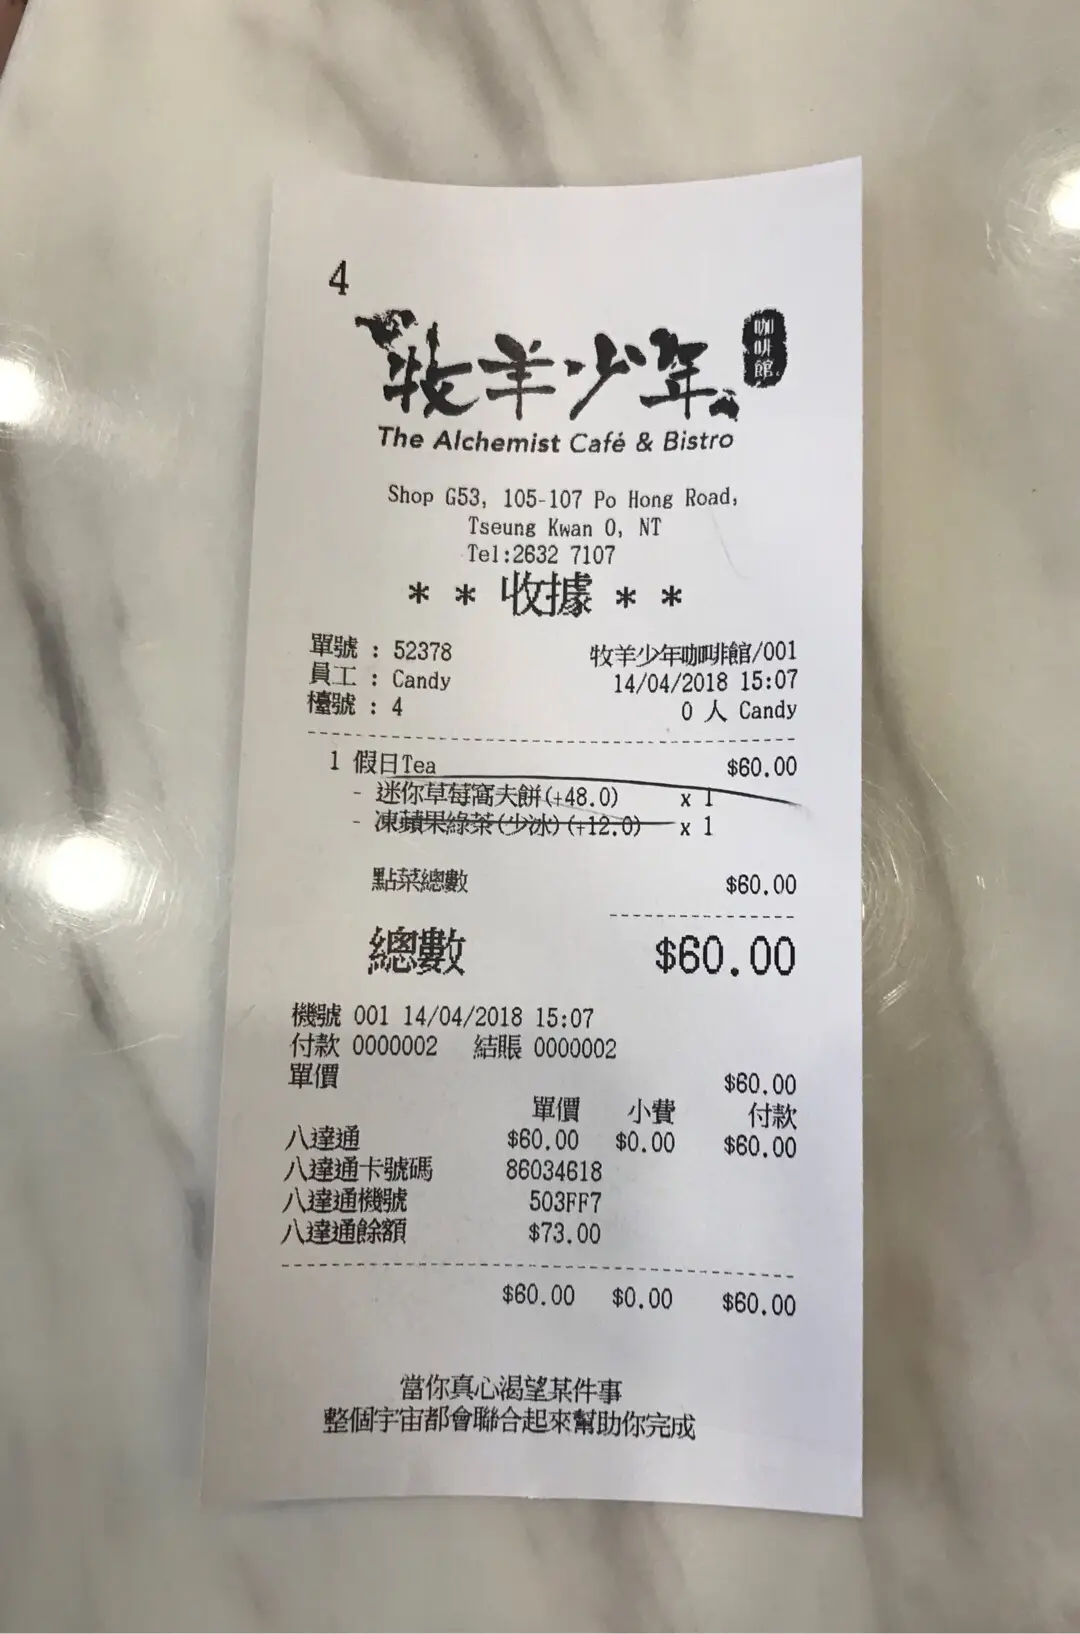 4
牧羊少年 咖啡館
The Alchemist Café & Bistro
Shop G53, 105-107 Po Hong Road,
Tseung Kwan O, NT
Tel:2632 7107
* * 收據 * *
單號 : 52378 牧羊少年咖啡館/001
員工 : Candy 14/04/2018 15:07
檯號 : 4 0 人 Candy
1 假日Tea $60.00
- 迷你草莓窩夫餅(+48.0) x 1
- 凍蘋果綠茶(少冰)(+12.0) x 1
點菜總數 $60.00
總數 $60.00
機號 001 14/04/2018 15:07
付款 0000002 結賬 0000002
單價 $60.00
單價 小費 付款
八達通 $60.00 $0.00 $60.00
八達通卡號碼 86034618
八達通機號 503FF7
八達通餘額 $73.00
$60.00 $0.00 $60.00
當你真心渴望某件事
整個宇宙都會聯合起來幫助你完成